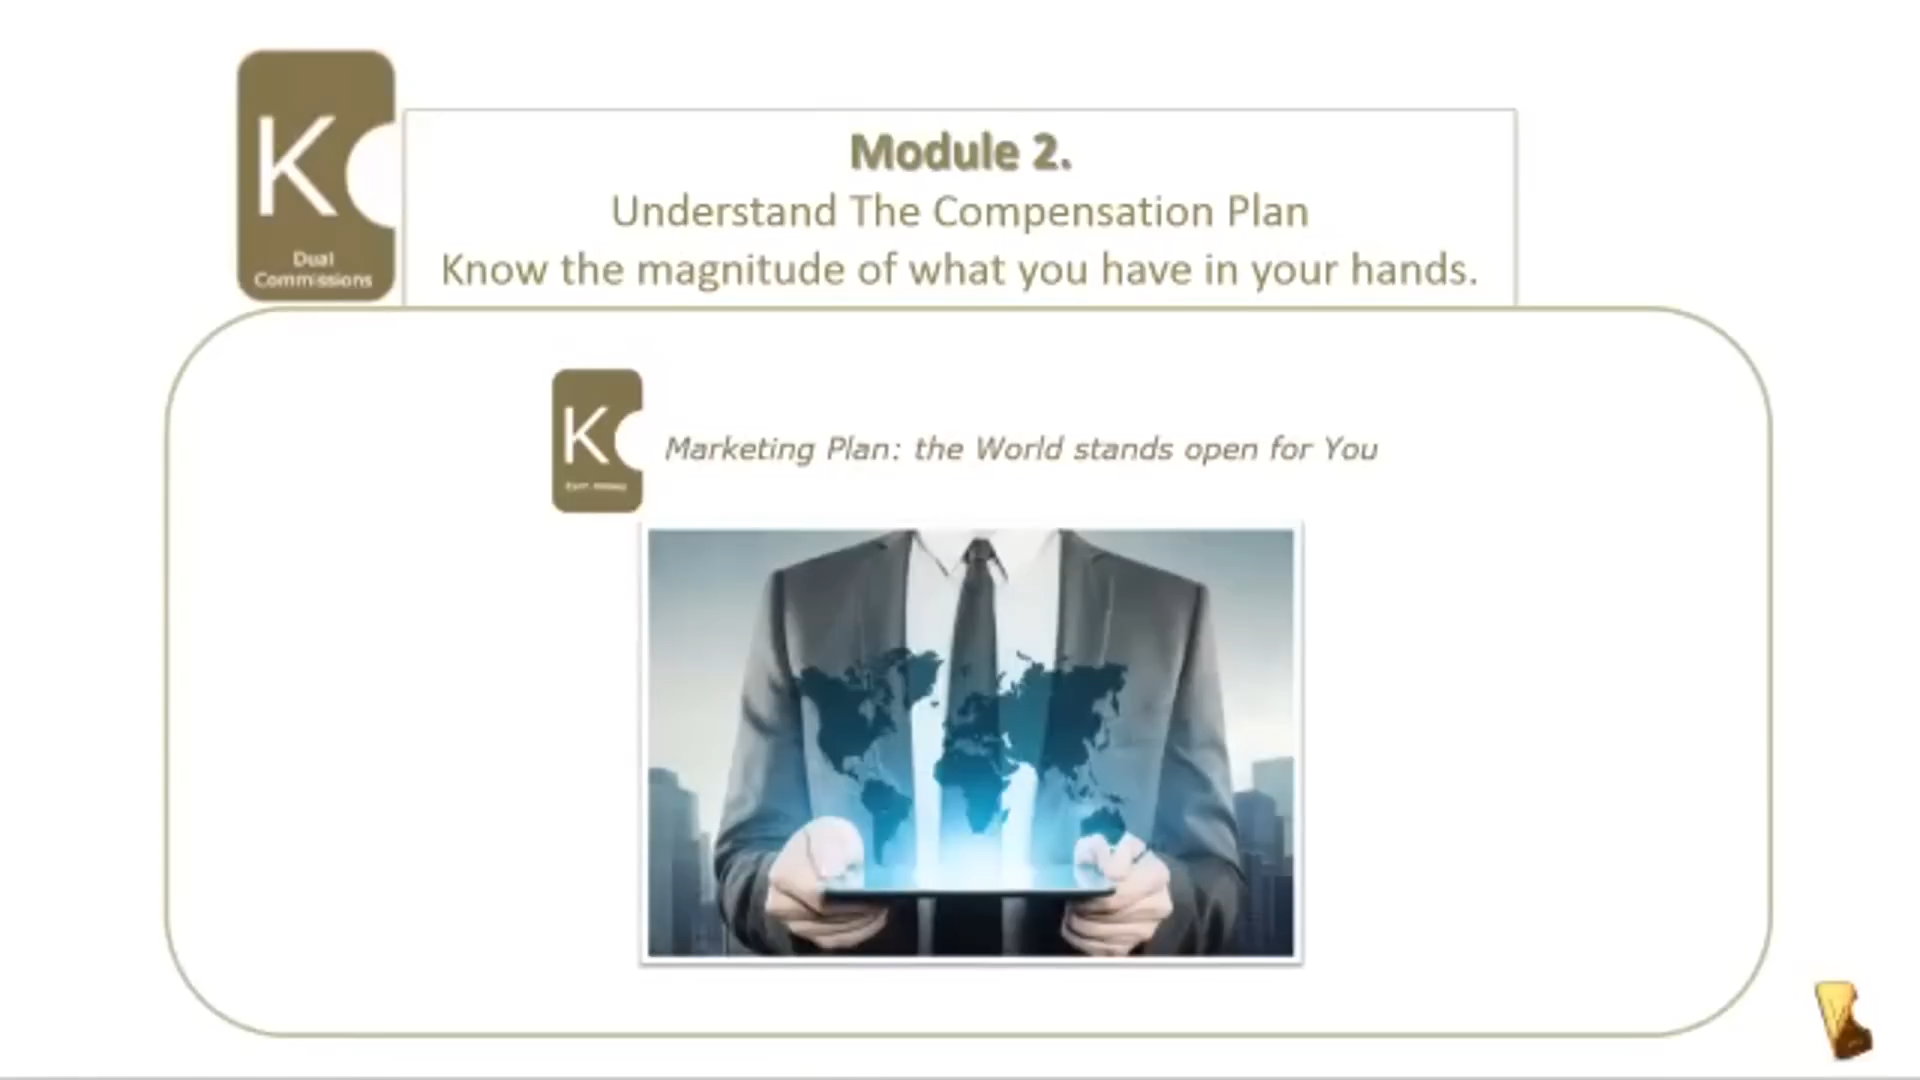 K
Dual
Commissions
Module 2.
Understand The Compensation Plan
Know the magnitude of what you have in your hands.
K
Marketing Plan: the World stands open for You